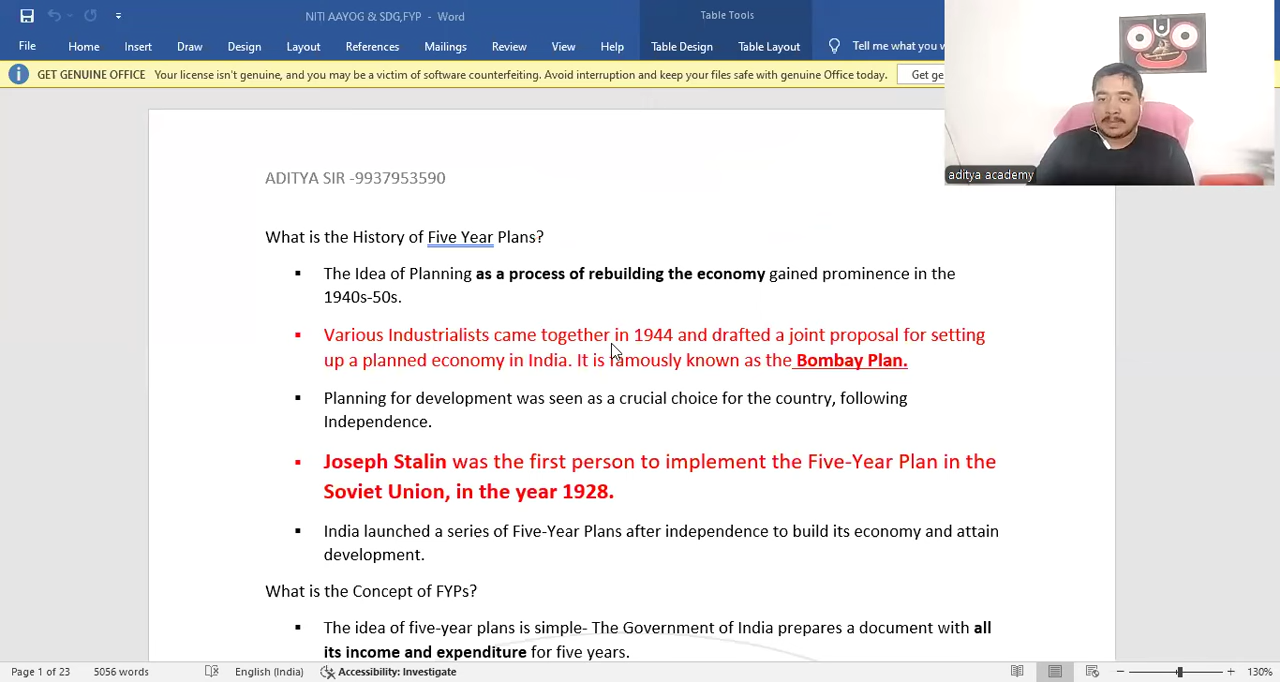 NITI AAYOG & SDG,FYP - Word
Table Tools
File Home Insert Draw Design Layout References Mailings Review View Help Table Design Table Layout Tell me what you
GET GENUINE OFFICE Your license isn't genuine, and you may be a victim of software counterfeiting. Avoid interruption and keep your files safe with genuine Office today. Get ge
aditya academy
ADITYA SIR -9937953590
What is the History of Five Year Plans?
▪ The Idea of Planning as a process of rebuilding the economy gained prominence in the
1940s-50s.
▪ Various Industrialists came together in 1944 and drafted a joint proposal for setting
up a planned economy in India. It is famously known as the Bombay Plan.
▪ Planning for development was seen as a crucial choice for the country, following
Independence.
▪ Joseph Stalin was the first person to implement the Five-Year Plan in the
Soviet Union, in the year 1928.
▪ India launched a series of Five-Year Plans after independence to build its economy and attain
development.
What is the Concept of FYPs?
▪ The idea of five-year plans is simple- The Government of India prepares a document with all
its income and expenditure for five years.
Page 1 of 23 5056 words English (India) Accessibility: Investigate 130%